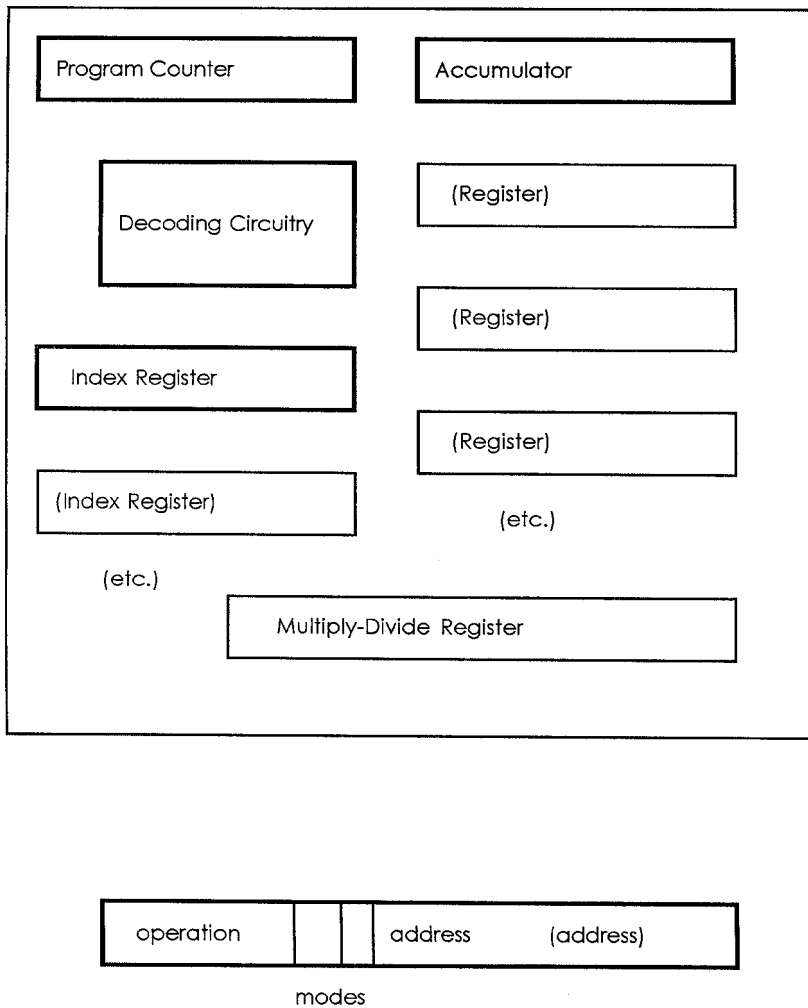 Program Counter
Accumulator
Decoding Circuitry
(Register)
(Register)
Index Register
(Register)
(Index Register)
(etc.)
(etc.)
Multiply-Divide Register
operation
address (address)
modes